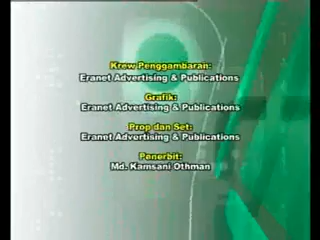 Krew Penggambaran:
Eranet Advertising & Publications
Grafik:
Eranet Advertising & Publications
Prop dan Set:
Eranet Advertising & Publications
Penerbit:
Md. Kamsani Othman